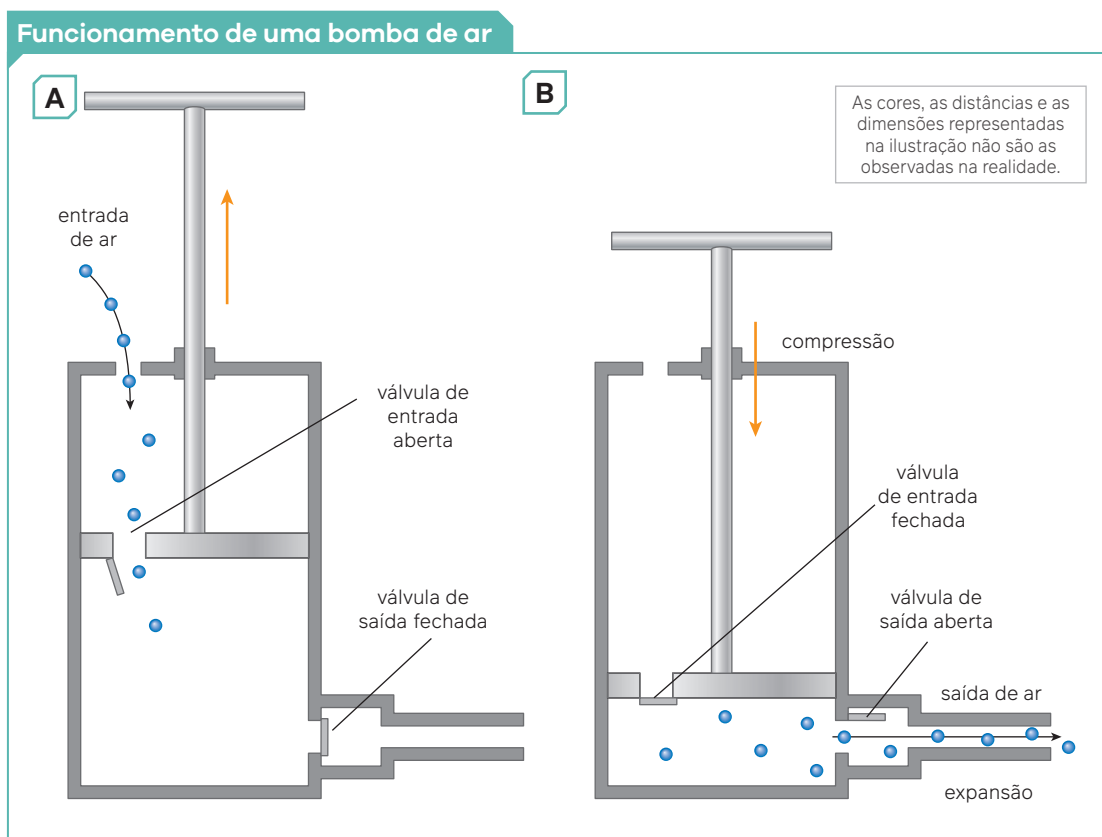 Funcionamento de uma bomba de ar
A
entrada
de ar
válvula de
entrada
aberta
válvula de
saída fechada
B
As cores, as distâncias e as
dimensões representadas
na ilustração não são as
observadas na realidade.
compressão
válvula
de entrada
fechada
válvula de
saída aberta
saída de ar
expansão